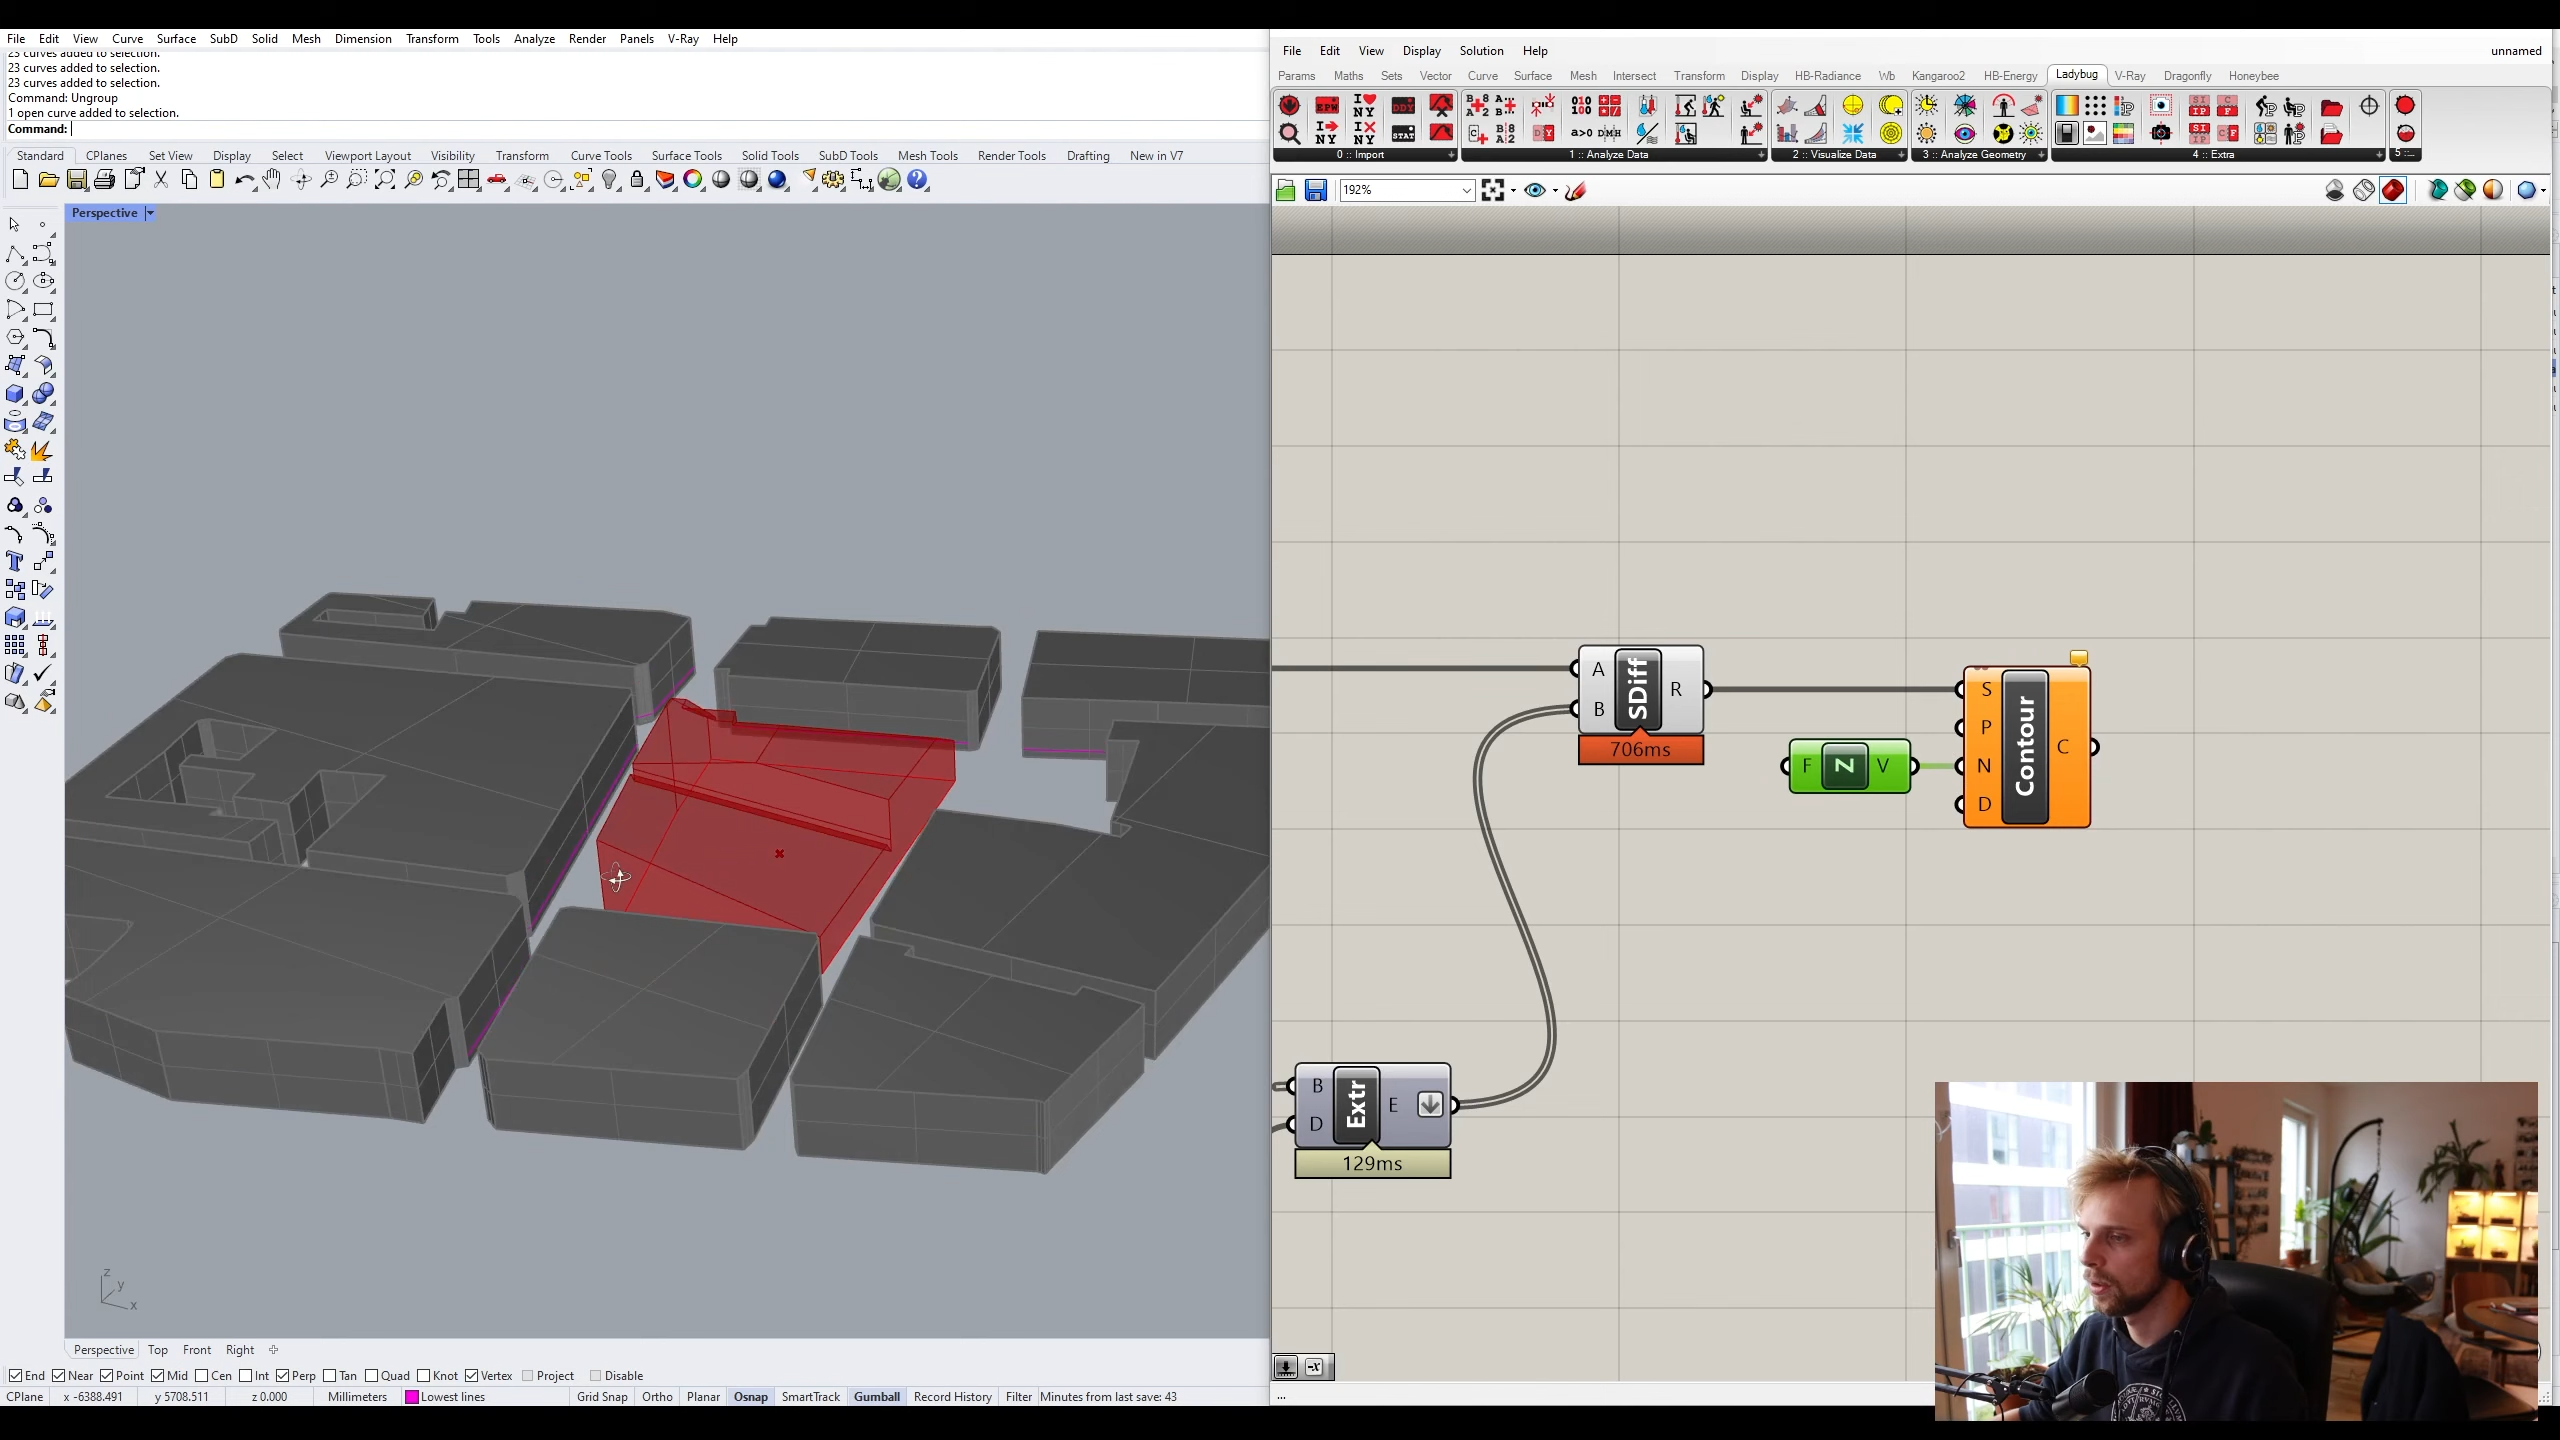 File Edit View Curve Surface SubD Solid Mesh Dimension Transform Tools Analyze Render Panels V-Ray Help
23 curves added to selection.
23 curves added to selection.
23 curves added to selection.
Command: Ungroup
1 open curve added to selection.
Command:
Standard CPlanes Set View Display Select Viewport Layout Visibility Transform Curve Tools Surface Tools Solid Tools SubD Tools Mesh Tools Render Tools Drafting New in V7
Perspective
z
y
x
Perspective Top Front Right
End Near Point Mid Cen Int Perp Tan Quad Knot Vertex Project Disable
CPlane x -6388.491 y 5708.511 z 0.000 Millimeters Lowest lines Grid Snap Ortho Planar Osnap SmartTrack Gumball Record History Filter Minutes from last save: 43
File Edit View Display Solution Help unnamed
Params Maths Sets Vector Curve Surface Mesh Intersect Transform Display HB-Radiance Wb Kangaroo2 HB-Energy Ladybug V-Ray Dragonfly Honeybee
0 :: Import 1 :: Analyze Data 2 :: Visualize Data 3 :: Analyze Geometry 4 :: Extra 5 ::...
192%
A
B
SDiff
R
706ms
F
Z
V
S
P
N
D
Contour
C
B
D
Extr
E
129ms
...